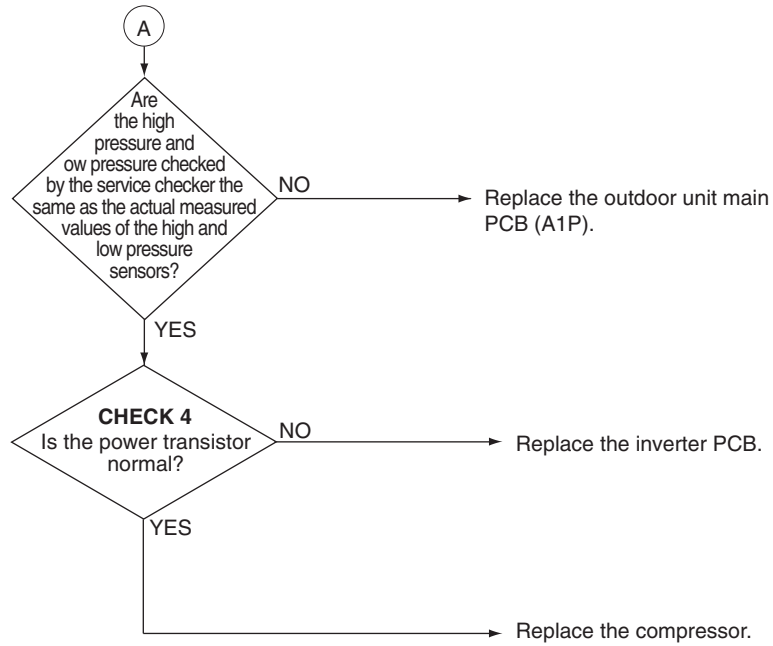 A
Are
the high
pressure and
ow pressure checked
by the service checker the
same as the actual measured
values of the high and
low pressure
sensors?
NO
Replace the outdoor unit main
PCB (A1P).
YES
CHECK 4
Is the power transistor
normal?
NO
Replace the inverter PCB.
YES
Replace the compressor.